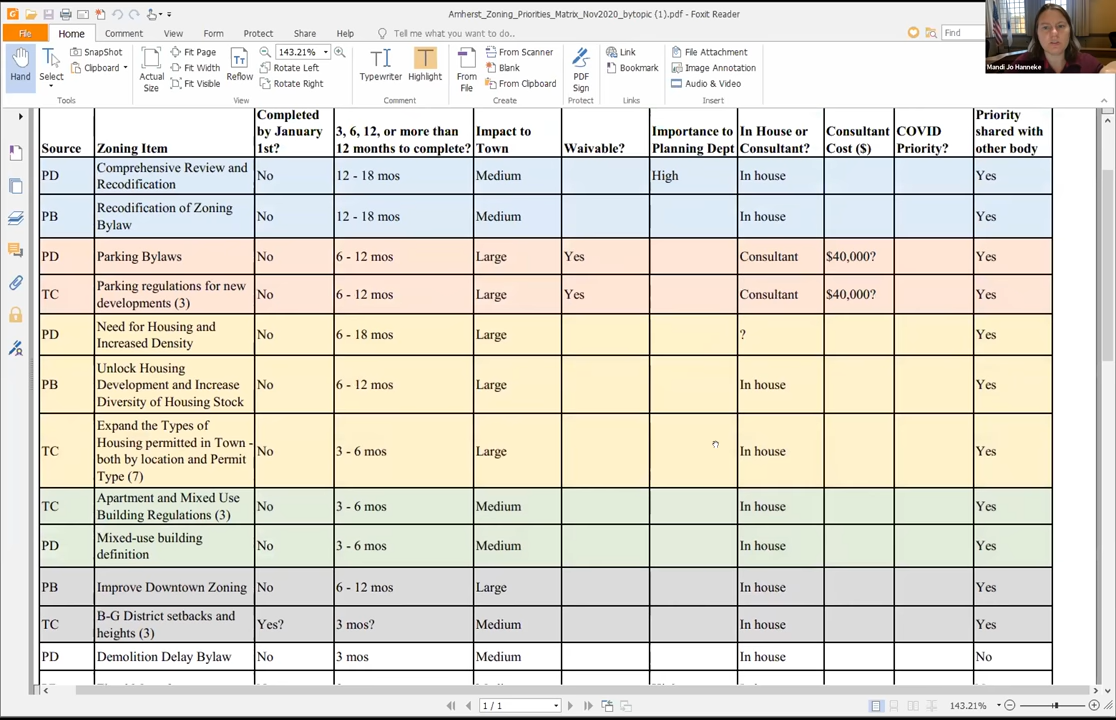 Amherst_Zoning_Priorities_Matrix_Nov2020_bytopic (1).pdf - Foxit Reader
File Home Comment View Form Protect Share Help Tell me what you want to do.. Find
Hand
Select
SnapShot
Clipboard
Tools
Actual Size
Fit Page
Fit Width
Fit Visible
Reflow
143.21%
Rotate Left
Rotate Right
View
Typewriter
Highlight
Comment
From File
From Scanner
Blank
From Clipboard
Create
PDF Sign
Protect
Link
Bookmark
Links
File Attachment
Image Annotation
Audio & Video
Insert
Mandi Jo Hanneke
Source Zoning Item Completed by January 1st? 3, 6, 12, or more than 12 months to complete? Impact to Town Waivable? Importance to Planning Dept In House or Consultant? Consultant Cost ($) COVID Priority? Priority shared with other body
PD Comprehensive Review and Recodification No 12 - 18 mos Medium High In house Yes
PB Recodification of Zoning Bylaw No 12 - 18 mos Medium In house Yes
PD Parking Bylaws No 6 - 12 mos Large Yes Consultant $40,000? Yes
TC Parking regulations for new developments (3) No 6 - 12 mos Large Yes Consultant $40,000? Yes
PD Need for Housing and Increased Density No 6 - 18 mos Large ? Yes
PB Unlock Housing Development and Increase Diversity of Housing Stock No 6 - 12 mos Large In house Yes
TC Expand the Types of Housing permitted in Town - both by location and Permit Type (7) No 3 - 6 mos Large In house Yes
TC Apartment and Mixed Use Building Regulations (3) No 3 - 6 mos Medium In house Yes
PD Mixed-use building definition No 3 - 6 mos Medium In house Yes
PB Improve Downtown Zoning No 6 - 12 mos Large In house Yes
TC B-G District setbacks and heights (3) Yes? 3 mos? Medium In house Yes
PD Demolition Delay Bylaw No 3 mos Medium In house No
1 / 1
143.21%